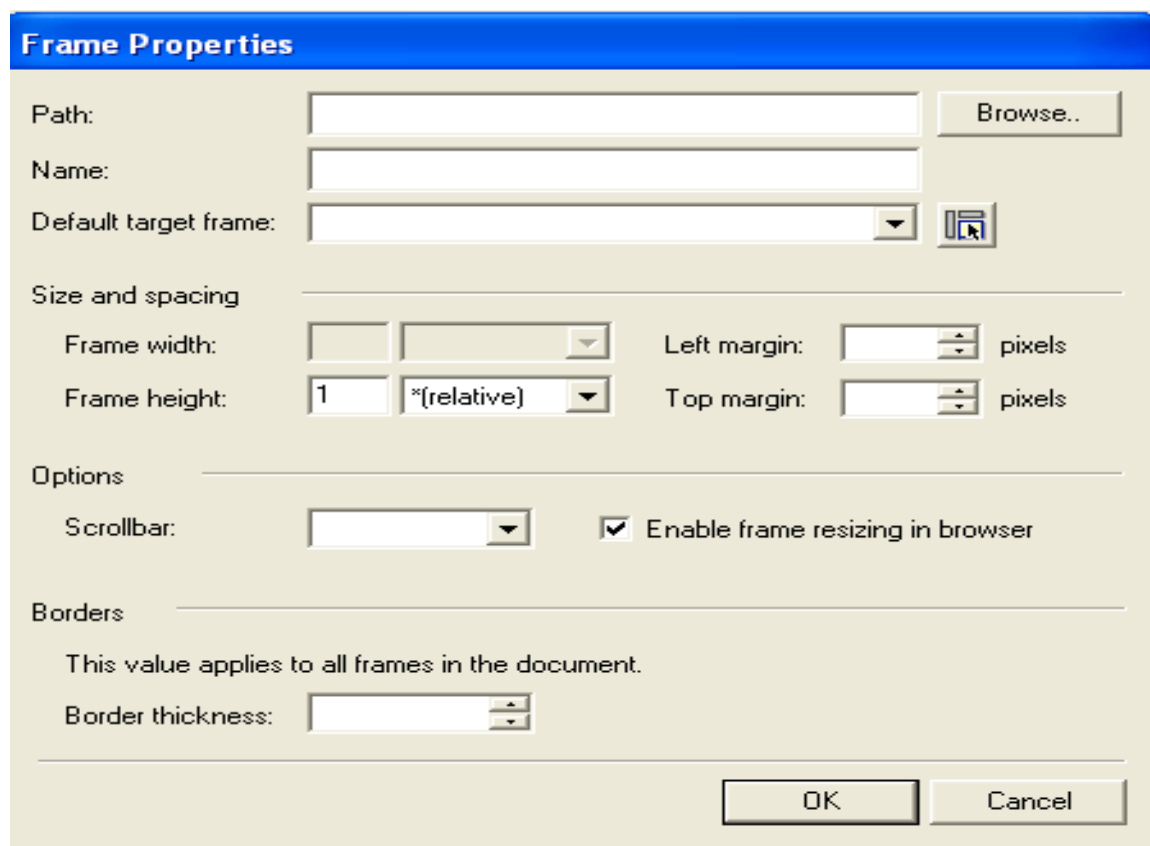 Frame Properties
Path:
Browse..
Name:
Default target frame:
Size and spacing
Frame width:
Left margin:
pixels
Frame height:
1
*(relative)
Top margin:
pixels
Options
Scrollbar:
Enable frame resizing in browser
Borders
This value applies to all frames in the document.
Border thickness:
OK
Cancel